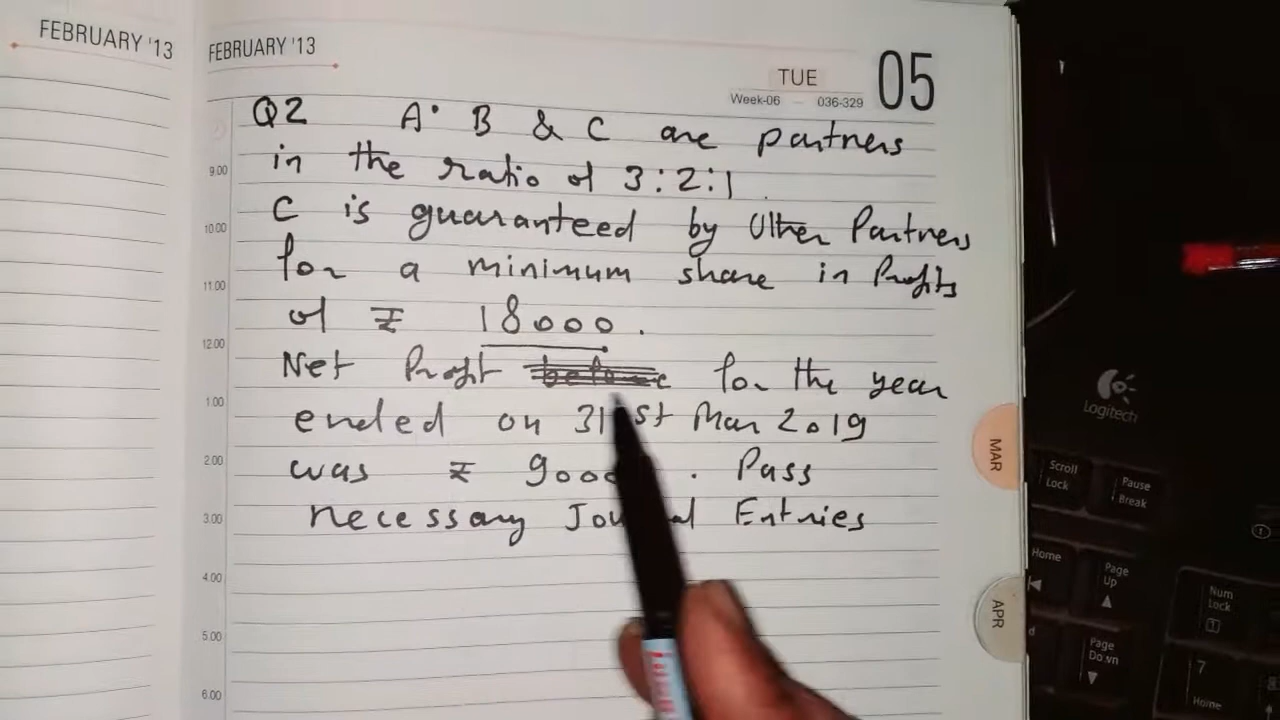 FEBRUARY '13
FEBRUARY '13
TUE
05
Week-06 — 036-329
Q2 A. B & C are partners
in the ratio of 3:2:1
C is guaranteed by Other Partners
for a minimum share in Profits
of ₹ 18000.
Net Profit for the year
ended on 31st Mar 2019
was ₹ . Pass
necessary Entries
9.00
10.00
11.00
12.00
1.00
2.00
3.00
4.00
5.00
6.00
MAR
APR
Logitech
Scroll
Lock
Pause
Break
Home
Page
Up
Page
Down
Num
Lock
1
7
Home